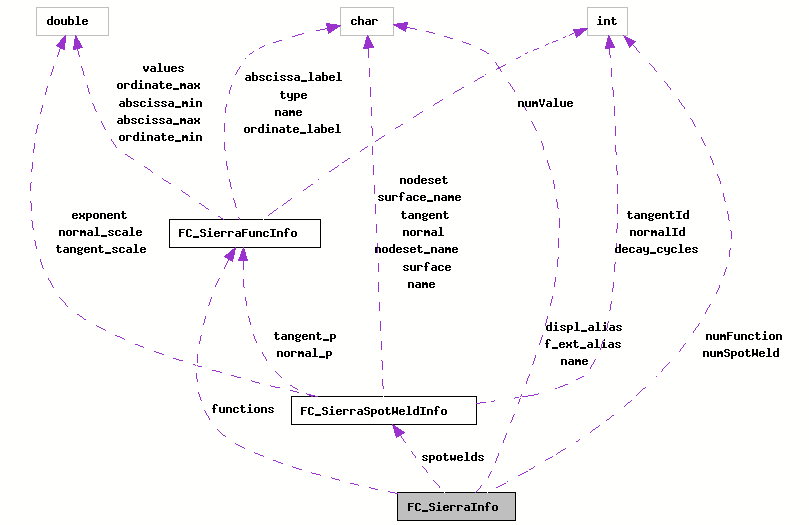 double
char
int
values
ordinate_max
abscissa_min
abscissa_max
ordinate_min
abscissa_label
type
name
ordinate_label
numValue
nodeset
surface_name
tangent
normal
nodeset_name
surface
name
exponent
normal_scale
tangent_scale
FC_SierraFuncInfo
tangentId
normalId
decay_cycles
tangent_p
normal_p
displ_alias
f_ext_alias
name
numFunction
numSpotWeld
functions
FC_SierraSpotWeldInfo
spotwelds
FC_SierraInfo